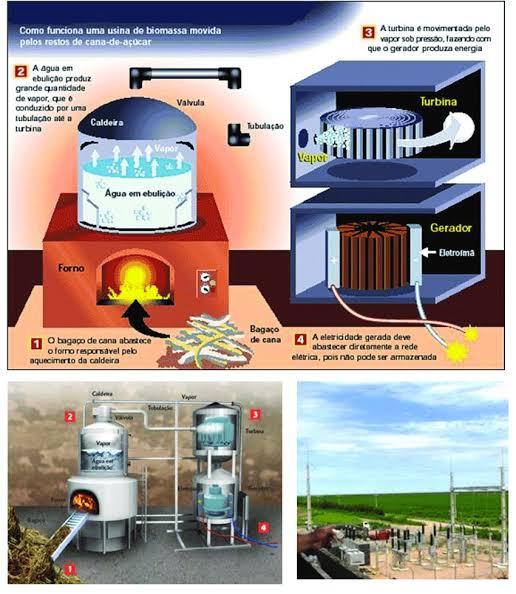 Como funciona uma usina de biomassa movida
pelos restos de cana-de-açúcar
2 A água em
ebulição produz
grande quantidade
de vapor, que é
conduzido por uma
tubulação até a
turbina
Válvula
Caldeira
Tubulação
Vapor
Água em ebulição
Forno
1 O bagaço de cana abastece
o forno responsável pelo
aquecimento da caldeira
Bagaço
de cana
3 A turbina é movimentada pelo
vapor sob pressão, fazendo com
que o gerador produza energia
Turbina
Vapor
Gerador
Eletroímã
4 A eletricidade gerada deve
abastecer diretamente a rede
elétrica, pois não pode ser armazenada
Caldeira
Vapor
2
Válvula
Tubulação
3
Turbina
Vapor
Água em
ebulição
Forno
Gerador
Bagaço
4
1